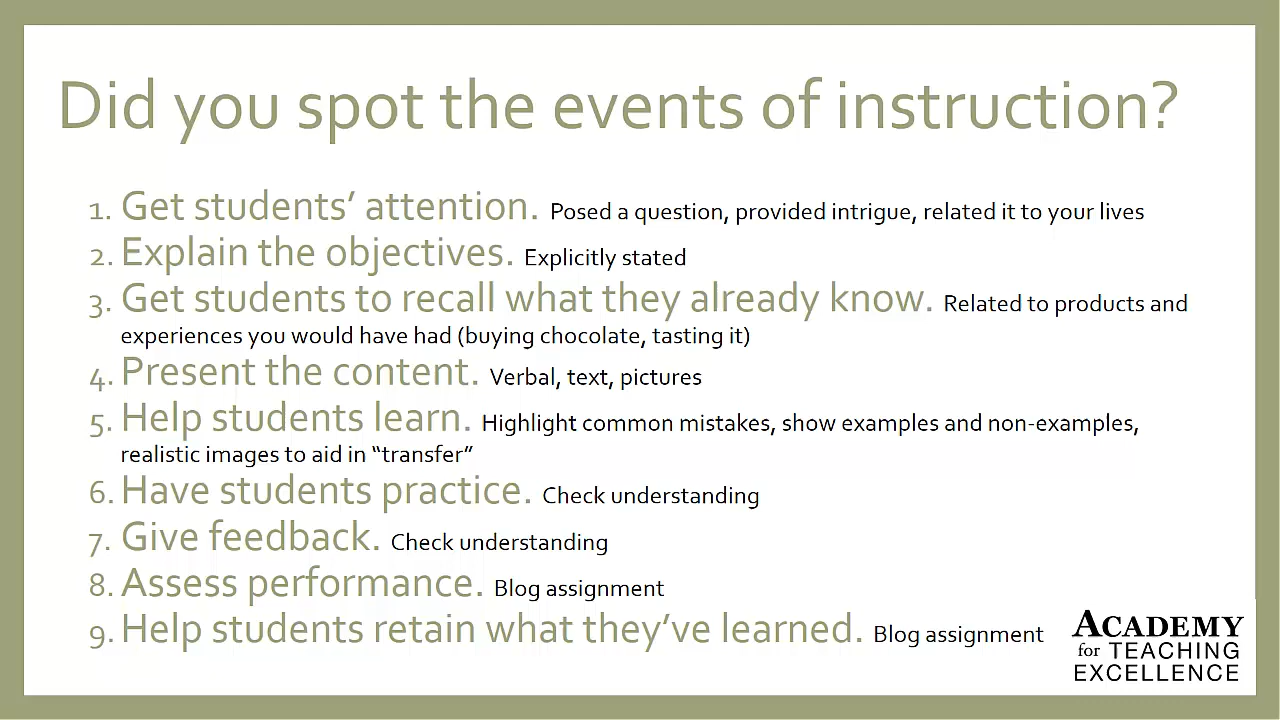 Did you spot the events of instruction?
1. Get students’ attention. Posed a question, provided intrigue, related it to your lives
2. Explain the objectives. Explicitly stated
3. Get students to recall what they already know. Related to products and
experiences you would have had (buying chocolate, tasting it)
4. Present the content. Verbal, text, pictures
5. Help students learn. Highlight common mistakes, show examples and non-examples,
realistic images to aid in “transfer”
6. Have students practice. Check understanding
7. Give feedback. Check understanding
8. Assess performance. Blog assignment
9. Help students retain what they’ve learned. Blog assignment
ACADEMY
for TEACHING
EXCELLENCE